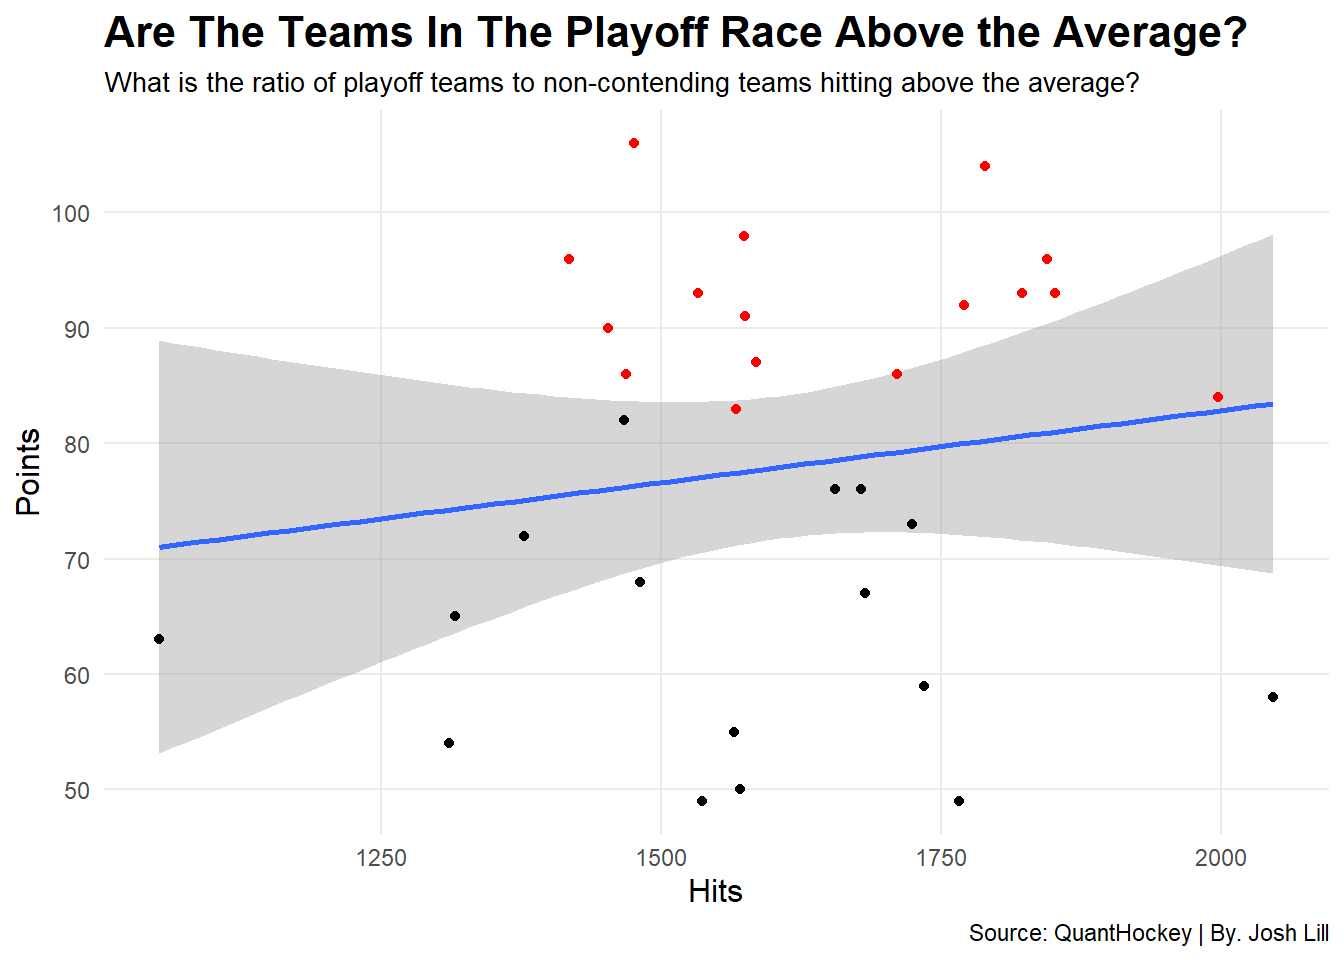 Are The Teams In The Playoff Race Above the Average?
What is the ratio of playoff teams to non-contending teams hitting above the average?
100
90
80
70
60
50
Points
1250 1500 1750 2000
Hits
Source: QuantHockey | By. Josh Lill